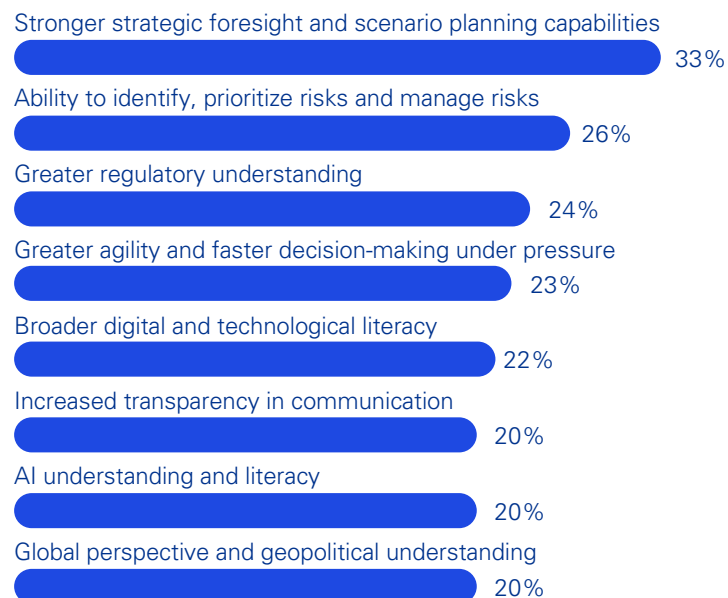 Stronger strategic foresight and scenario planning capabilities
33%
Ability to identify, prioritize risks and manage risks
26%
Greater regulatory understanding
24%
Greater agility and faster decision-making under pressure
23%
Broader digital and technological literacy
22%
Increased transparency in communication
20%
AI understanding and literacy
20%
Global perspective and geopolitical understanding
20%